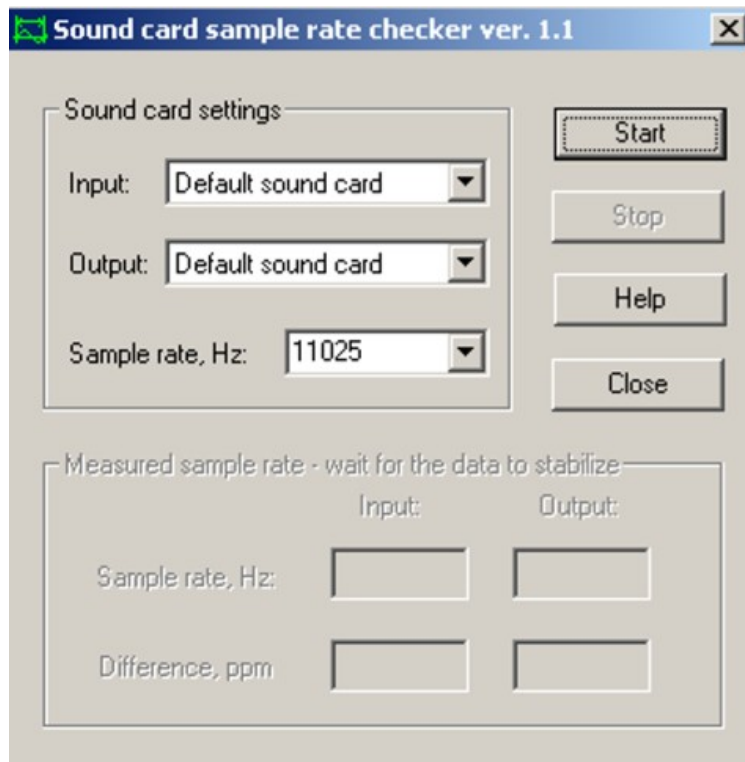 Sound card sample rate checker ver. 1.1
Sound card settings
Start
Input: Default sound card
Stop
Output: Default sound card
Help
Sample rate, Hz: 11025
Close
Measured sample rate - wait for the data to stabilize
Input: Output:
Sample rate, Hz:
Difference, ppm